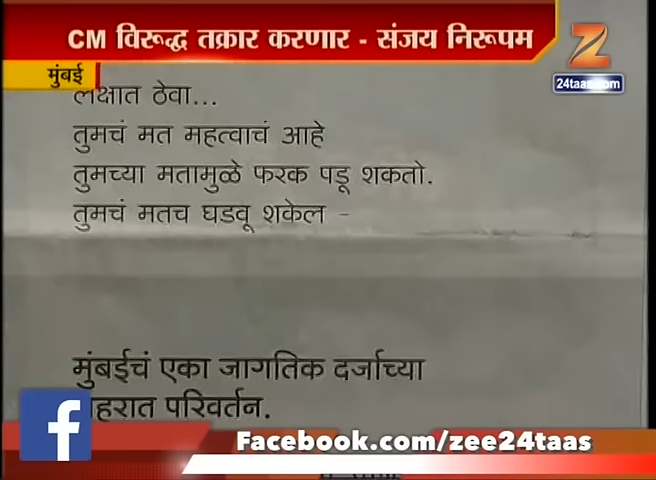 CM विरूद्ध तक्रार करणार - संजय निरूपम
मुंबई
24taas.com
लक्षात ठेवा...
तुमचं मत महत्वाचं आहे
तुमच्या मतामुळे फरक पडू शकतो.
तुमचं मतच घडवू शकेल -
मुंबईचं एका जागतिक दर्जाच्या
परिवर्तन.
Facebook.com/zee24taas